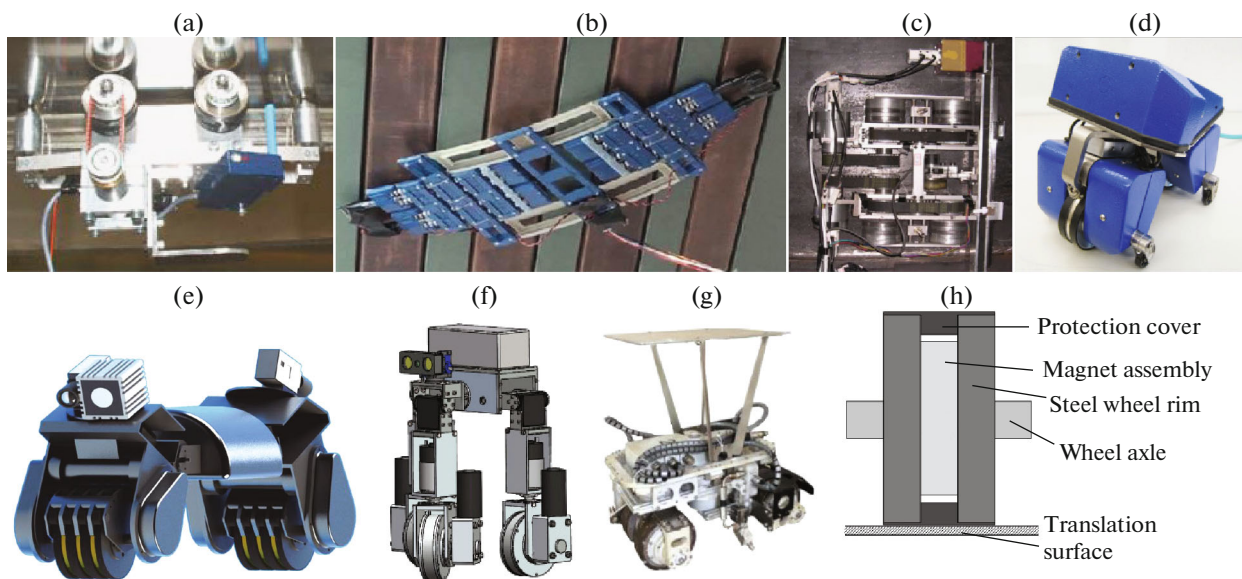 (a)
(b)
(c)
(d)
(e)
(f)
(g)
(h)
Protection cover
Magnet assembly
Steel wheel rim
Wheel axle
Translation
surface